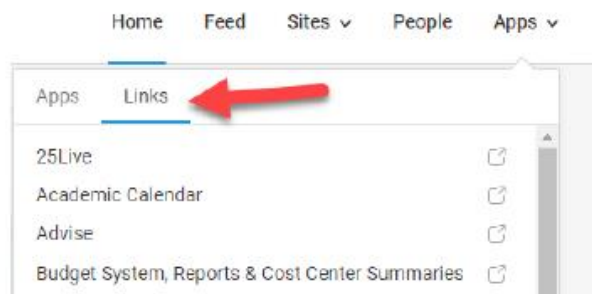 Home Feed Sites People Apps
Apps Links
25Live
Academic Calendar
Advise
Budget System, Reports & Cost Center Summaries